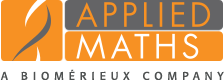 APPLIED
MATHS
A BIOMÉRIEUX COMPANY